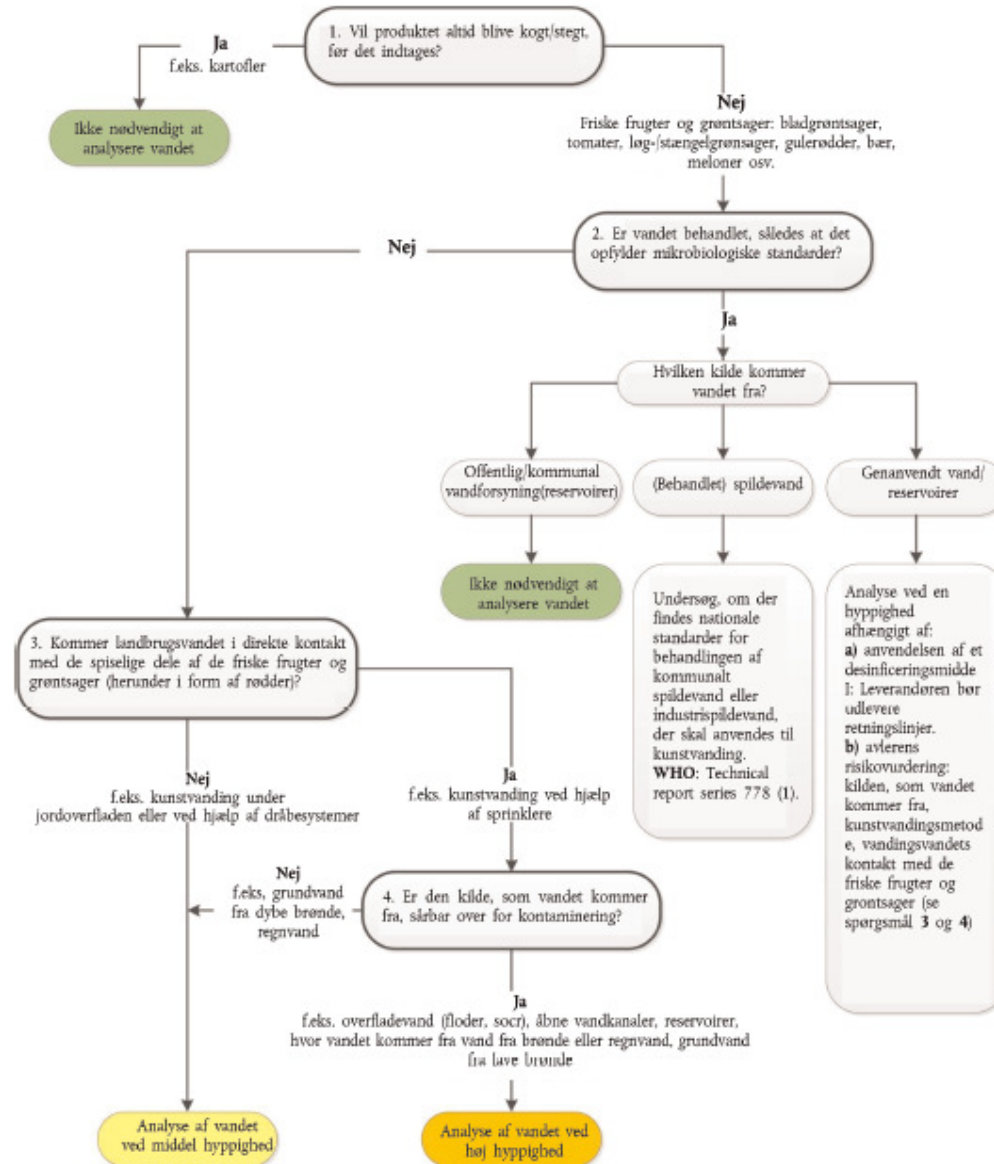 1. Vil produktet altid blive kogt/stegt,
før det indtages?
Ja
f.eks. kartofler
Ikke nødvendigt at
analysere vandet
Nej
Friske frugter og grøntsager: bladgrøntsager,
tomater, løg-/stængelgrønsager, gulerødder, bær,
meloner osv.
2. Er vandet behandlet, således at det
opfylder mikrobiologiske standarder?
Nej
Ja
Hvilken kilde kommer
vandet fra?
Offentlig/kommunal
vandforsyning(reservoirer)
(Behandlet) spildevand
Genanvendt vand/
reservoirer
Ikke nødvendigt at
analysere vandet
Undersøg, om der
findes nationale
standarder for
behandlingen af
kommunalt
spildevand eller
industrispildevand,
der skal anvendes til
kunstvanding.
WHO: Technical
report series 778 (1).
Analyse ved en
hyppighed
afhængigt af:
a) anvendelsen af et
desinficeringsmidde
l: Leverandøren bør
udlevere
retningslinjer.
b) avlerens
risikovurdering:
kilden, som vandet
kommer fra,
kunstvandingsmetod
e, vandingsvandets
kontakt med de
friske frugter og
grontsager (se
spørgsmål 3 og 4)
3. Kommer landbrugsvandet i direkte kontakt
med de spiselige dele af de friske frugter og
grøntsager (herunder i form af rødder)?
Nej
f.eks. kunstvanding under
jordoverfladen eller ved hjælp af dråbesystemer
Ja
f.eks. kunstvanding ved hjælp
af sprinklere
Nej
f.eks, grundvand
fra dybe brønde,
regnvand
4. Er den kilde, som vandet kommer
fra, sårbar over for kontaminering?
Ja
f.eks. overfladevand (floder, socr), åbne vandkanaler, reservoirer,
hvor vandet kommer fra vand fra brønde eller regnvand, grundvand
fra lave brønde
Analyse af vandet
ved middel hyppighed
Analyse af vandet ved
høj hyppighed